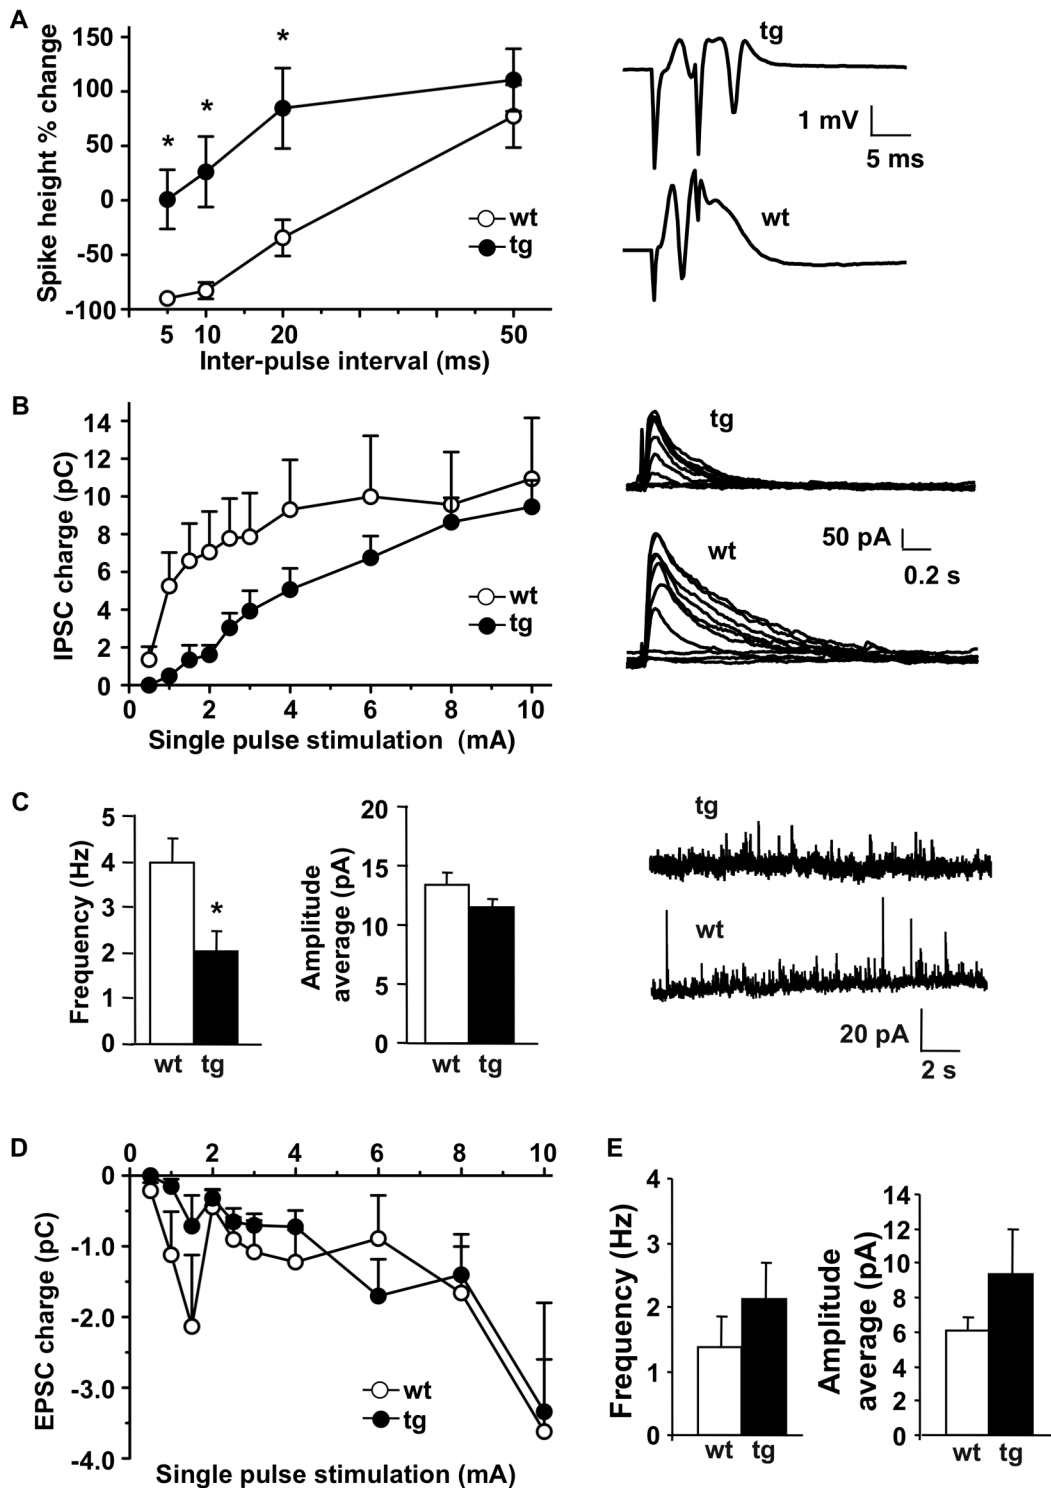 A
Spike height % change
150
100
50
0
-50
-100
* * *
wt
tg
5 10 20 50
Inter-pulse interval (ms)
tg
1 mV
5 ms
wt
B
IPSC charge (pC)
14
12
10
8
6
4
2
0
wt
tg
0 2 4 6 8 10
Single pulse stimulation (mA)
tg
50 pA
0.2 s
wt
C
Frequency (Hz)
5
4
3
2
1
0
*
wt tg
Amplitude
average (pA)
20
15
10
5
0
wt tg
tg
wt
20 pA
2 s
D
0 2 4 6 8 10
EPSC charge (pC)
0
-1.0
-2.0
-3.0
-4.0
wt
tg
Single pulse stimulation (mA)
E
Frequency (Hz)
4
3
2
1
0
wt tg
Amplitude
average (pA)
14
12
10
8
6
4
2
0
wt tg